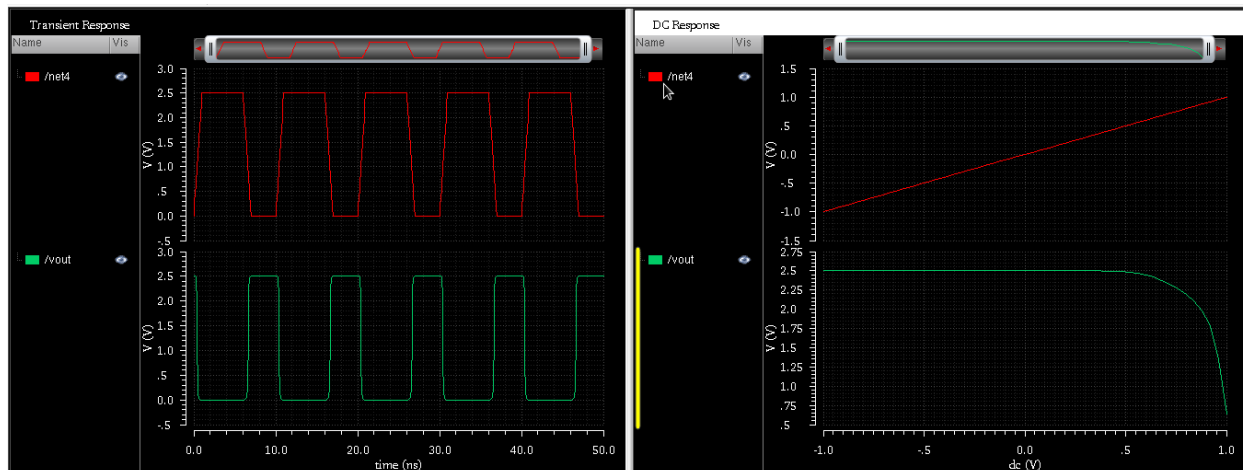 Transient Response
Name Vis
/net4
3.0
2.5
2.0
1.5
1.0
.5
0.0
-.5
V (V)
/vout
3.0
2.5
2.0
1.5
1.0
.5
0.0
-.5
V (V)
0.0 10.0 20.0 30.0 40.0 50.0
time (ns)
DC Response
Name Vis
/net4
1.5
1.0
.5
0.0
-.5
-1.0
-1.5
V (V)
/vout
2.75
2.5
2.25
2.0
1.75
1.5
1.25
1.0
.75
.5
V (V)
-1.0 -.5 0.0 .5 1.0
dc (V)